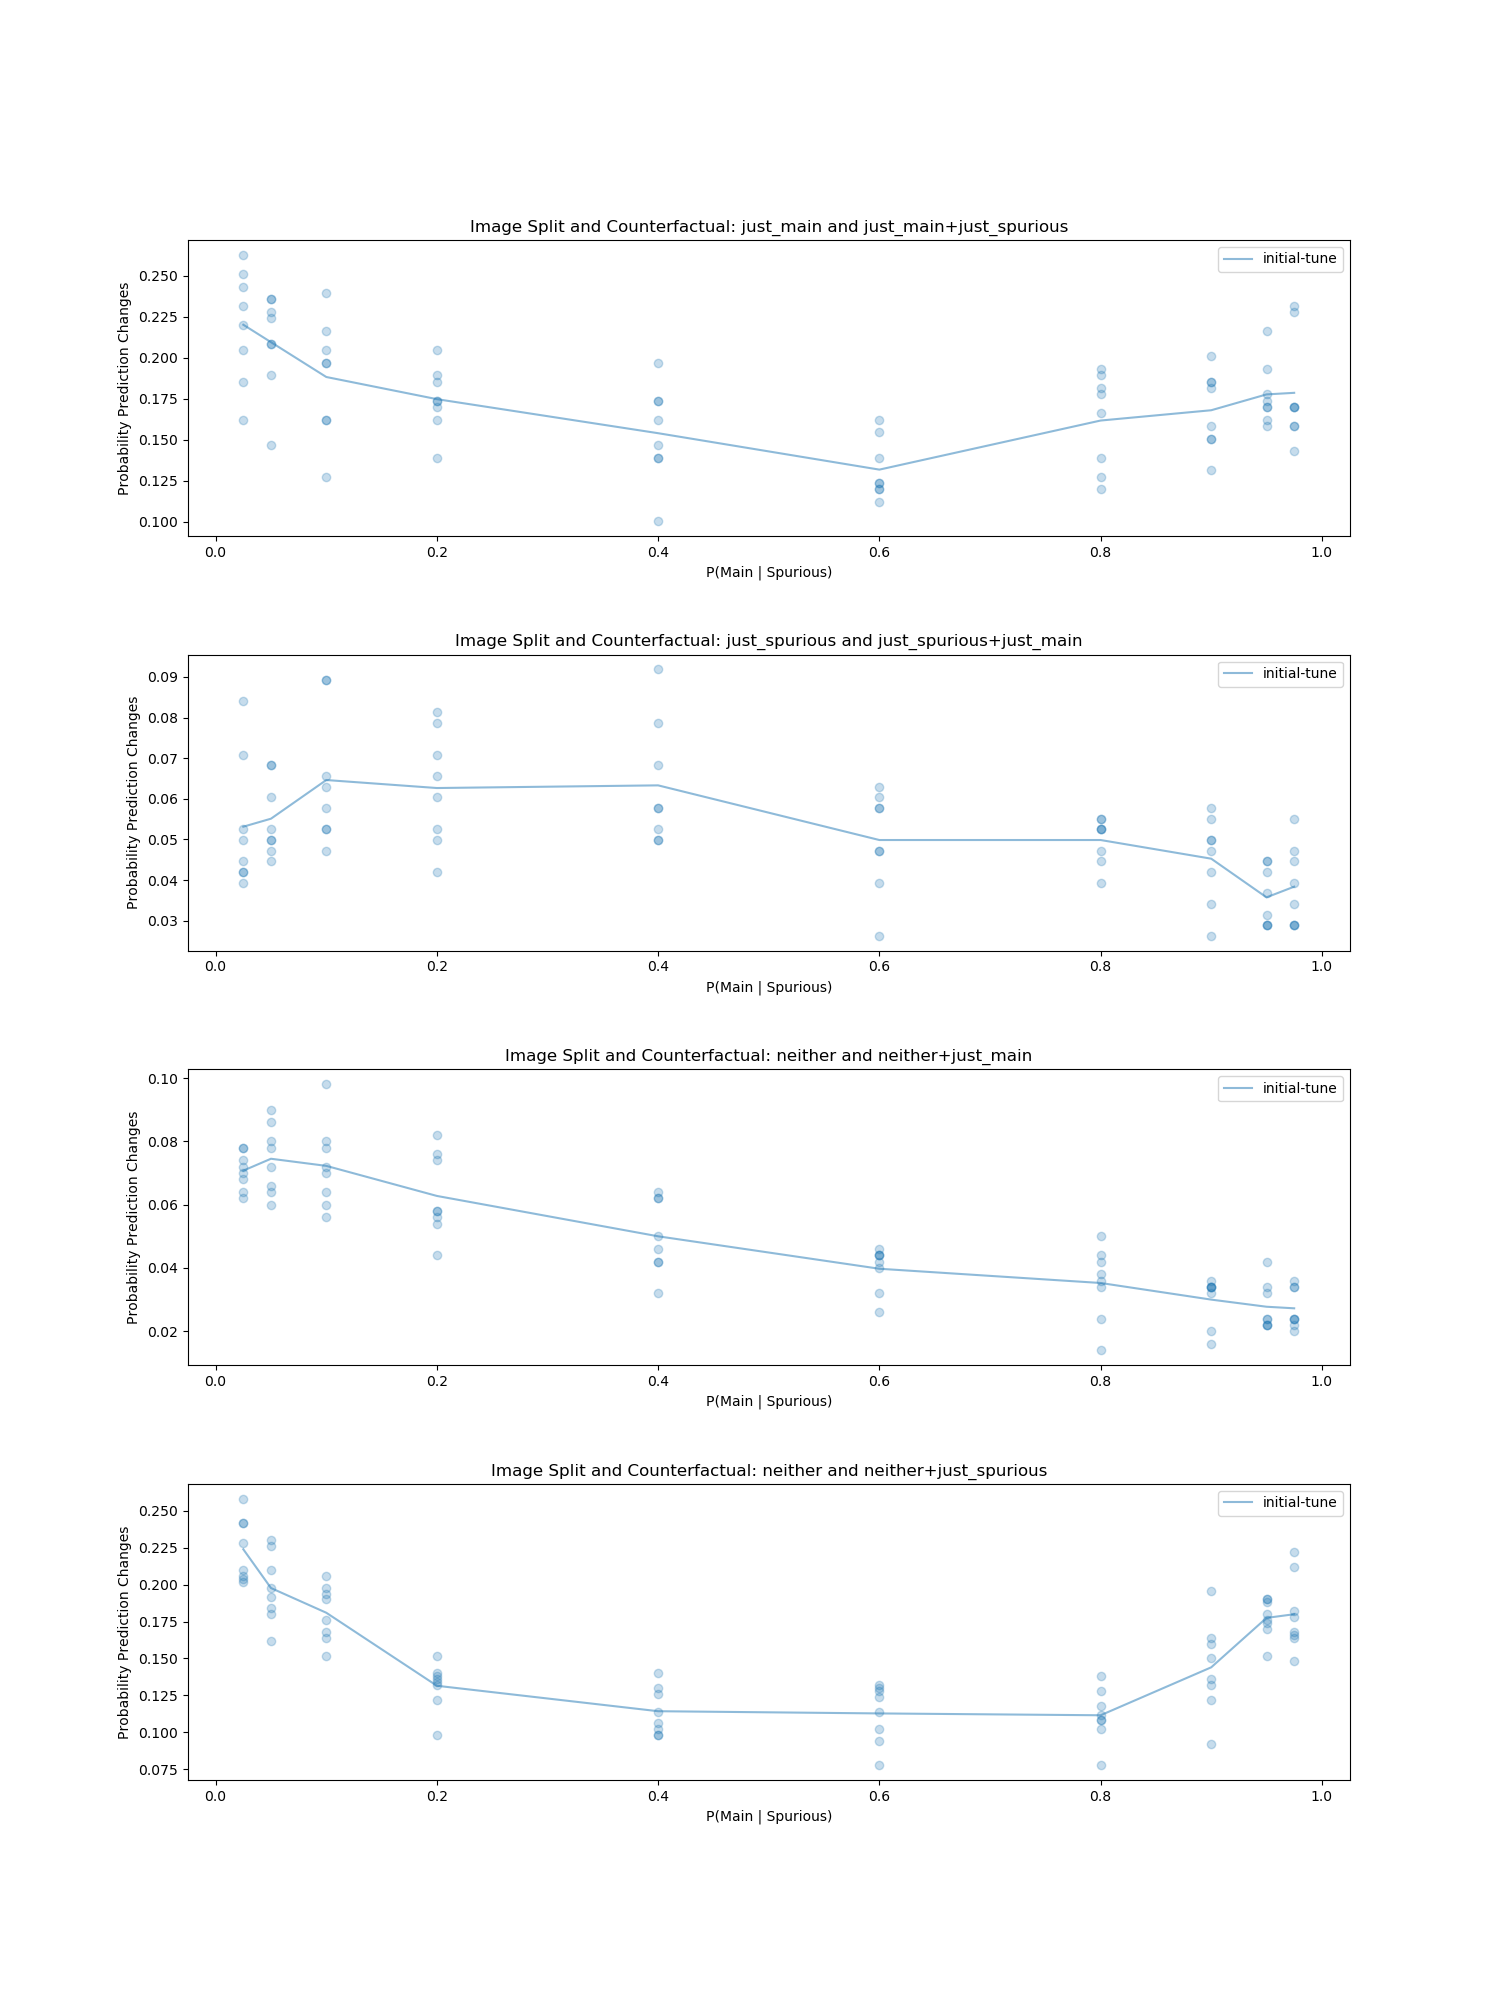 Image Split and Counterfactual: just_main and just_main+just_spurious
initial-tune
Probability Prediction Changes
0.250
0.225
0.200
0.175
0.150
0.125
0.100
0.0 0.2 0.4 0.6 0.8 1.0
P(Main | Spurious)
Image Split and Counterfactual: just_spurious and just_spurious+just_main
initial-tune
Probability Prediction Changes
0.09
0.08
0.07
0.06
0.05
0.04
0.03
0.0 0.2 0.4 0.6 0.8 1.0
P(Main | Spurious)
Image Split and Counterfactual: neither and neither+just_main
initial-tune
Probability Prediction Changes
0.10
0.08
0.06
0.04
0.02
0.0 0.2 0.4 0.6 0.8 1.0
P(Main | Spurious)
Image Split and Counterfactual: neither and neither+just_spurious
initial-tune
Probability Prediction Changes
0.250
0.225
0.200
0.175
0.150
0.125
0.100
0.075
0.0 0.2 0.4 0.6 0.8 1.0
P(Main | Spurious)